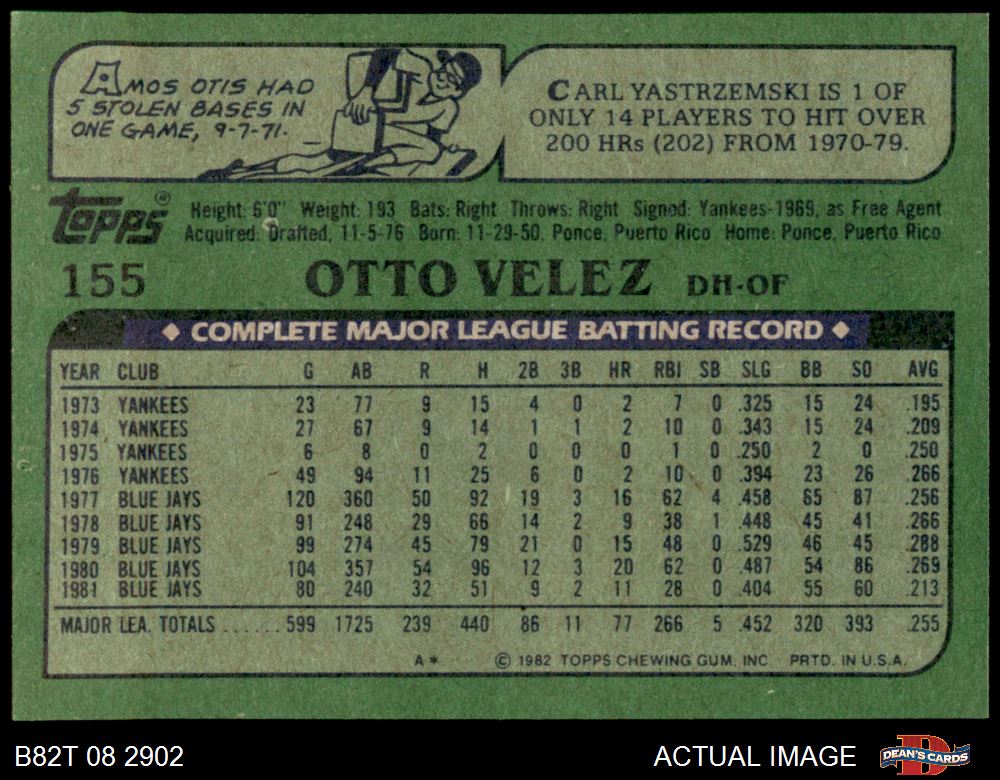 AMOS OTIS HAD
5 STOLEN BASES IN
ONE GAME, 9-7-71.
CARL YASTRZEMSKI IS 1 OF
ONLY 14 PLAYERS TO HIT OVER
200 HRs (202) FROM 1970-79.
Topps® Height: 6'0" Weight: 193 Bats: Right Throws: Right Signed: Yankees-1969, as Free Agent
Acquired: Drafted, 11-5-76 Born: 11-29-50, Ponce, Puerto Rico Home: Ponce, Puerto Rico
155 OTTO VELEZ DH-OF
◆ COMPLETE MAJOR LEAGUE BATTING RECORD ◆
YEAR CLUB G AB R H 2B 3B HR RBI SB SLG BB SO AVG
1973 YANKEES 23 77 9 15 4 0 2 7 0 .325 15 24 .195
1974 YANKEES 27 67 9 14 1 1 2 10 0 .343 15 24 .209
1975 YANKEES 6 8 0 2 0 0 0 1 0 .250 2 0 .250
1976 YANKEES 49 94 11 25 6 0 2 10 0 .394 23 26 .266
1977 BLUE JAYS 120 360 50 92 19 3 16 62 4 .458 65 87 .256
1978 BLUE JAYS 91 248 29 66 14 2 9 38 1 .448 45 41 .266
1979 BLUE JAYS 99 274 45 79 21 0 15 48 0 .529 46 45 .288
1980 BLUE JAYS 104 357 54 96 12 3 20 62 0 .487 54 86 .269
1981 BLUE JAYS 80 240 32 51 9 2 11 28 0 .404 55 60 .213
MAJOR LEA. TOTALS ...... 599 1725 239 440 86 11 77 266 5 .452 320 393 .255
A* © 1982 TOPPS CHEWING GUM, INC. PRTD. IN U.S.A.
B82T 08 2902 ACTUAL IMAGE DEAN'S CARDS